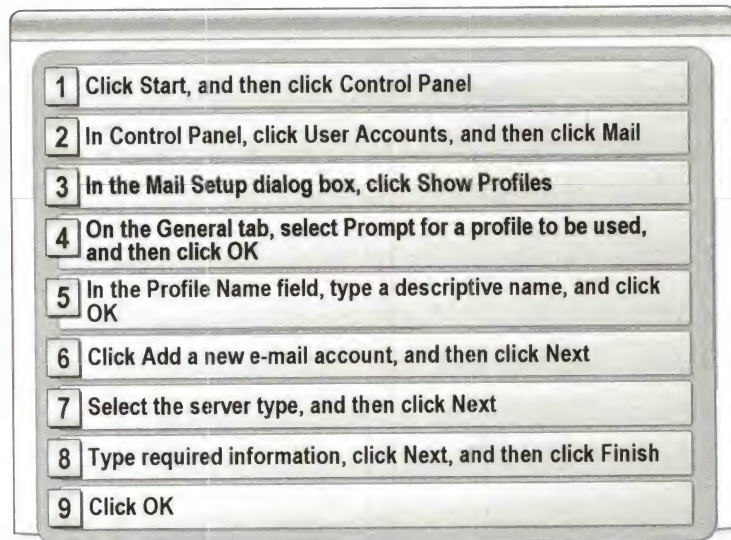 1 Click Start, and then click Control Panel
2 In Control Panel, click User Accounts, and then click Mail
3 In the Mail Setup dialog box, click Show Profiles
4 On the General tab, select Prompt for a profile to be used,
and then click OK
5 In the Profile Name field, type a descriptive name, and click
OK
6 Click Add a new e-mail account, and then click Next
7 Select the server type, and then click Next
8 Type required information, click Next, and then click Finish
9 Click OK